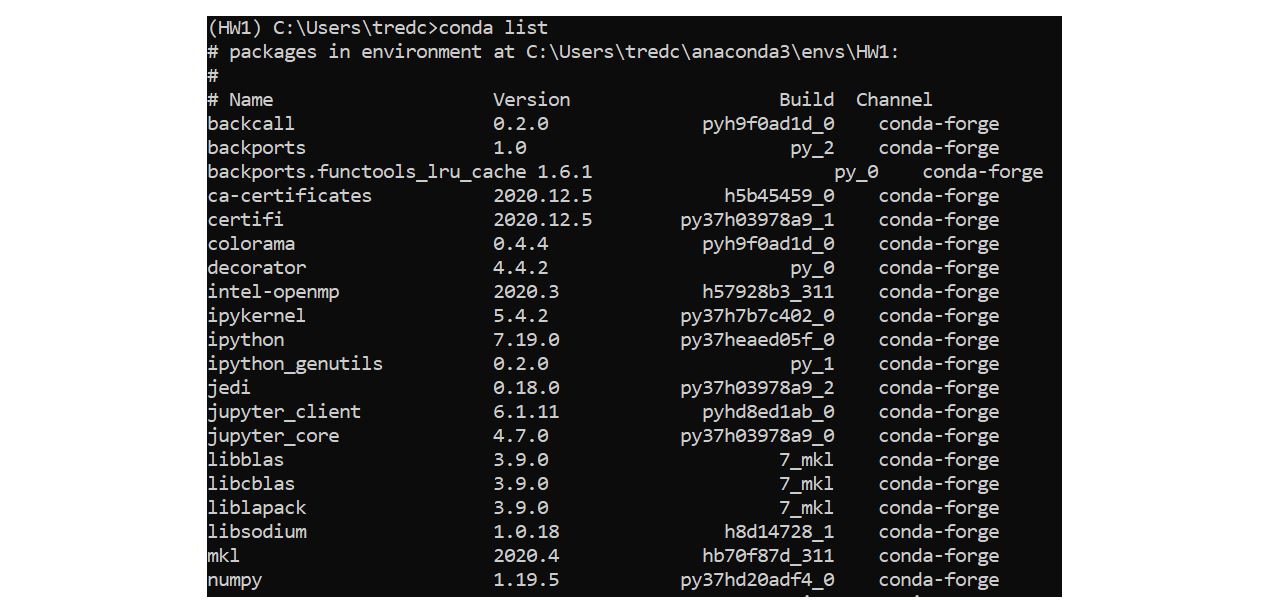 (HW1) C:\Users\tredc>conda list
# packages in environment at C:\Users\tredc\anaconda3\envs\HW1:
#
# Name                    Version                   Build  Channel
backcall                  0.2.0              pyh9f0ad1d_0    conda-forge
backports                 1.0                        py_2    conda-forge
backports.functools_lru_cache 1.6.1                      py_0    conda-forge
ca-certificates           2020.12.5            h5b45459_0    conda-forge
certifi                   2020.12.5        py37h03978a9_1    conda-forge
colorama                  0.4.4              pyh9f0ad1d_0    conda-forge
decorator                 4.4.2                      py_0    conda-forge
intel-openmp              2020.3             h57928b3_311    conda-forge
ipykernel                 5.4.2            py37h7b7c402_0    conda-forge
ipython                   7.19.0           py37heaed05f_0    conda-forge
ipython_genutils          0.2.0                      py_1    conda-forge
jedi                      0.18.0           py37h03978a9_2    conda-forge
jupyter_client            6.1.11             pyhd8ed1ab_0    conda-forge
jupyter_core              4.7.0            py37h03978a9_0    conda-forge
libblas                   3.9.0                     7_mkl    conda-forge
libcblas                  3.9.0                     7_mkl    conda-forge
liblapack                 3.9.0                     7_mkl    conda-forge
libsodium                 1.0.18               h8d14728_1    conda-forge
mkl                       2020.4             hb70f87d_311    conda-forge
numpy                     1.19.5           py37hd20adf4_0    conda-forge